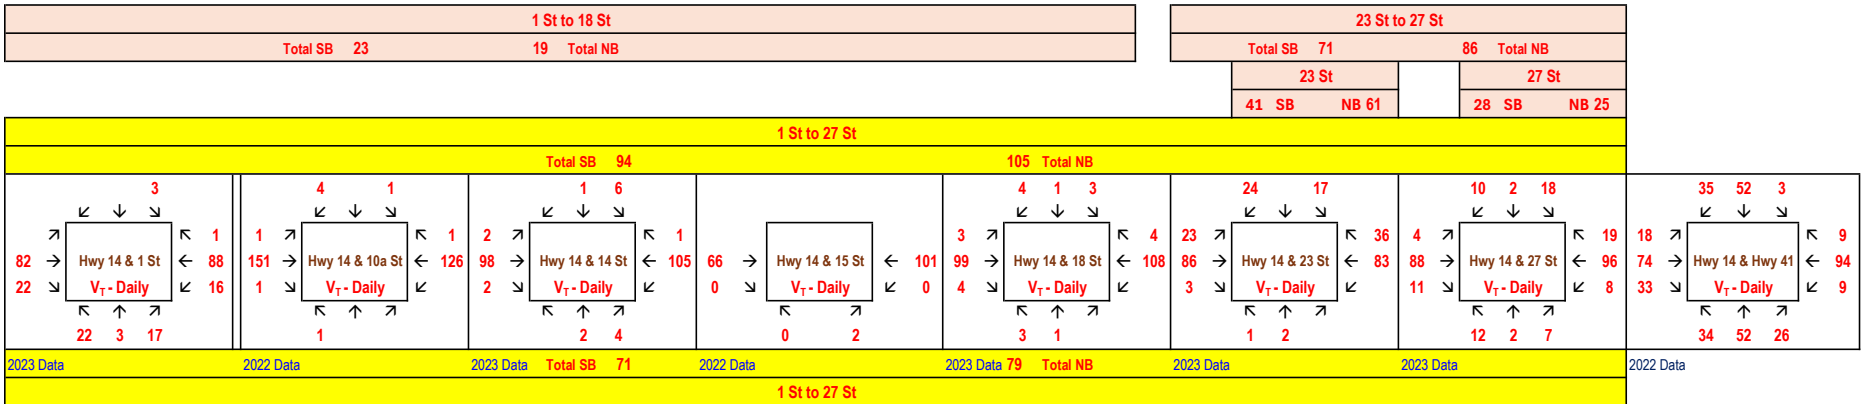 1 St to 18 St 23 St to 27 St
Total SB 23 19 Total NB Total SB 71 86 Total NB
23 St 27 St
41 SB NB 61 28 SB NB 25
1 St to 27 St
Total SB 94 105 Total NB
3 4 1 1 6 4 1 3 24 17 10 2 18 35 52 3
↙ ↓ ↘ ↙ ↓ ↘ ↙ ↓ ↘ ↙ ↓ ↘ ↙ ↓ ↘ ↙ ↓ ↘ ↙ ↓ ↘
↗ ↖ 1 1 ↗ ↖ 1 2 ↗ ↖ 1 3 ↗ ↖ 4 23 ↗ ↖ 36 4 ↗ ↖ 19 18 ↗ ↖ 9
82 → Hwy 14 & 1 St ← 88 151 → Hwy 14 & 10a St ← 126 98 → Hwy 14 & 14 St ← 105 66 → Hwy 14 & 15 St ← 101 99 → Hwy 14 & 18 St ← 108 86 → Hwy 14 & 23 St ← 83 88 → Hwy 14 & 27 St ← 96 74 → Hwy 14 & Hwy 41 ← 94
22 ↘ VT - Daily ↙ 16 1 ↘ VT - Daily ↙ 2 ↘ VT - Daily ↙ 0 ↘ VT - Daily ↙ 0 4 ↘ VT - Daily ↙ 3 ↘ VT - Daily ↙ 11 ↘ VT - Daily ↙ 8 33 ↘ VT - Daily ↙ 9
↖ ↑ ↗ ↖ ↑ ↗ ↖ ↑ ↗ ↖ ↗ ↖ ↑ ↗ ↖ ↑ ↗ ↖ ↑ ↗ ↖ ↑ ↗
22 3 17 1 2 4 0 2 3 1 1 2 12 2 7 34 52 26
2023 Data 2022 Data 2023 Data Total SB 71 2022 Data 2023 Data 79 Total NB 2023 Data 2023 Data 2022 Data
1 St to 27 St